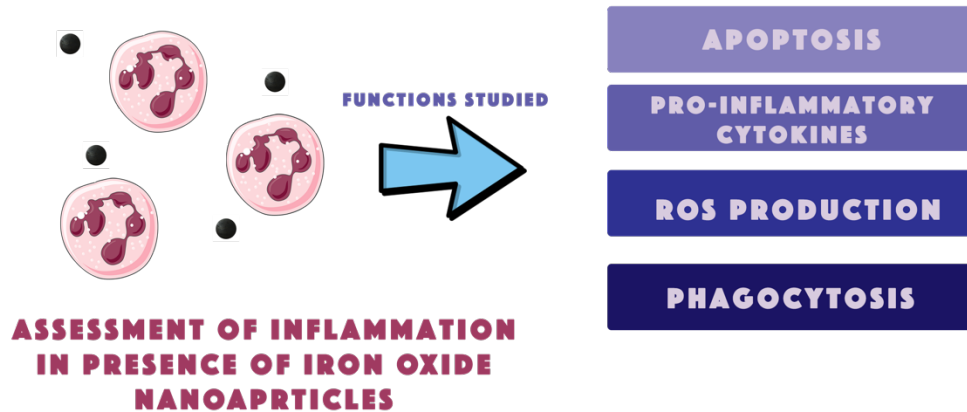 FUNCTIONS STUDIED
APOPTOSIS
PRO-INFLAMMATORY
CYTOKINES
ROS PRODUCTION
PHAGOCYTOSIS
ASSESSMENT OF INFLAMMATION
IN PRESENCE OF IRON OXIDE
NANOAPRTICLES